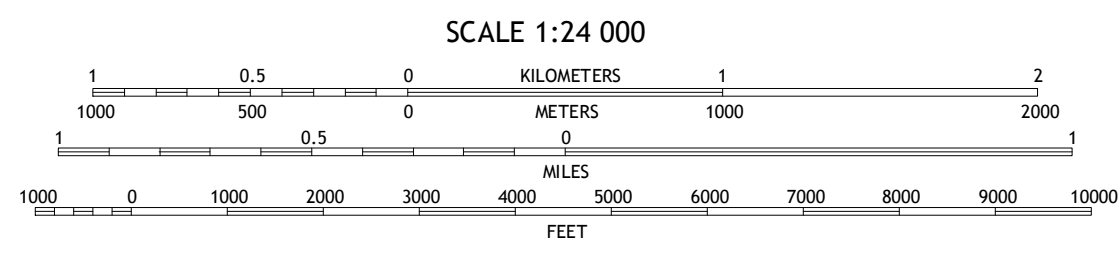 SCALE 1:24 000
1 0.5 0 KILOMETERS 1 2
1000 500 0 METERS 1000 2000
1 0.5 0 1
MILES
1000 0 1000 2000 3000 4000 5000 6000 7000 8000 9000 10000
FEET